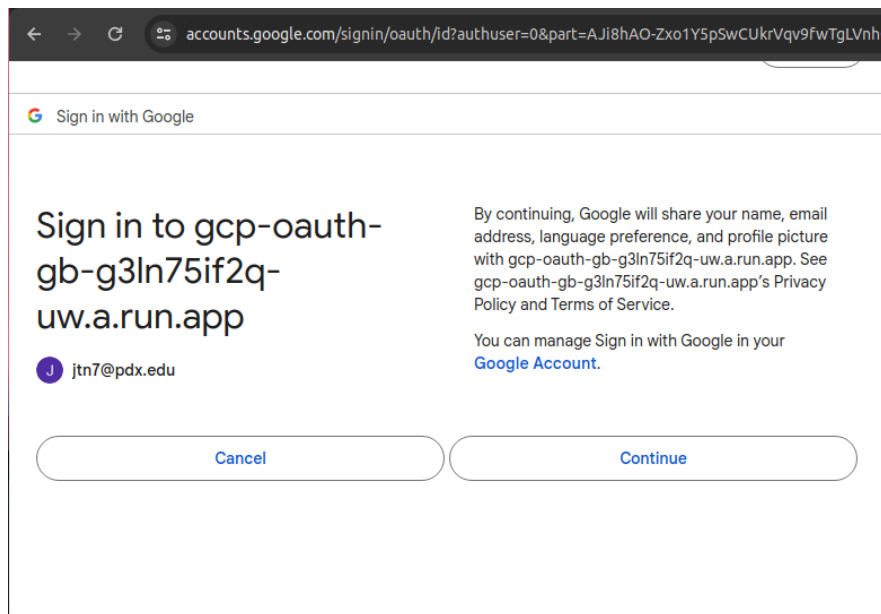 accounts.google.com/signin/oauth/id?authuser=0&part=AJi8hAO-Zxo1Y5pSwCUkrVqv9fwTgLVnh
Sign in with Google
Sign in to gcp-oauth-
gb-g3ln75if2q-
uw.a.run.app
J jtn7@pdx.edu
By continuing, Google will share your name, email
address, language preference, and profile picture
with gcp-oauth-gb-g3ln75if2q-uw.a.run.app. See
gcp-oauth-gb-g3ln75if2q-uw.a.run.app's Privacy
Policy and Terms of Service.
You can manage Sign in with Google in your
Google Account.
Cancel
Continue